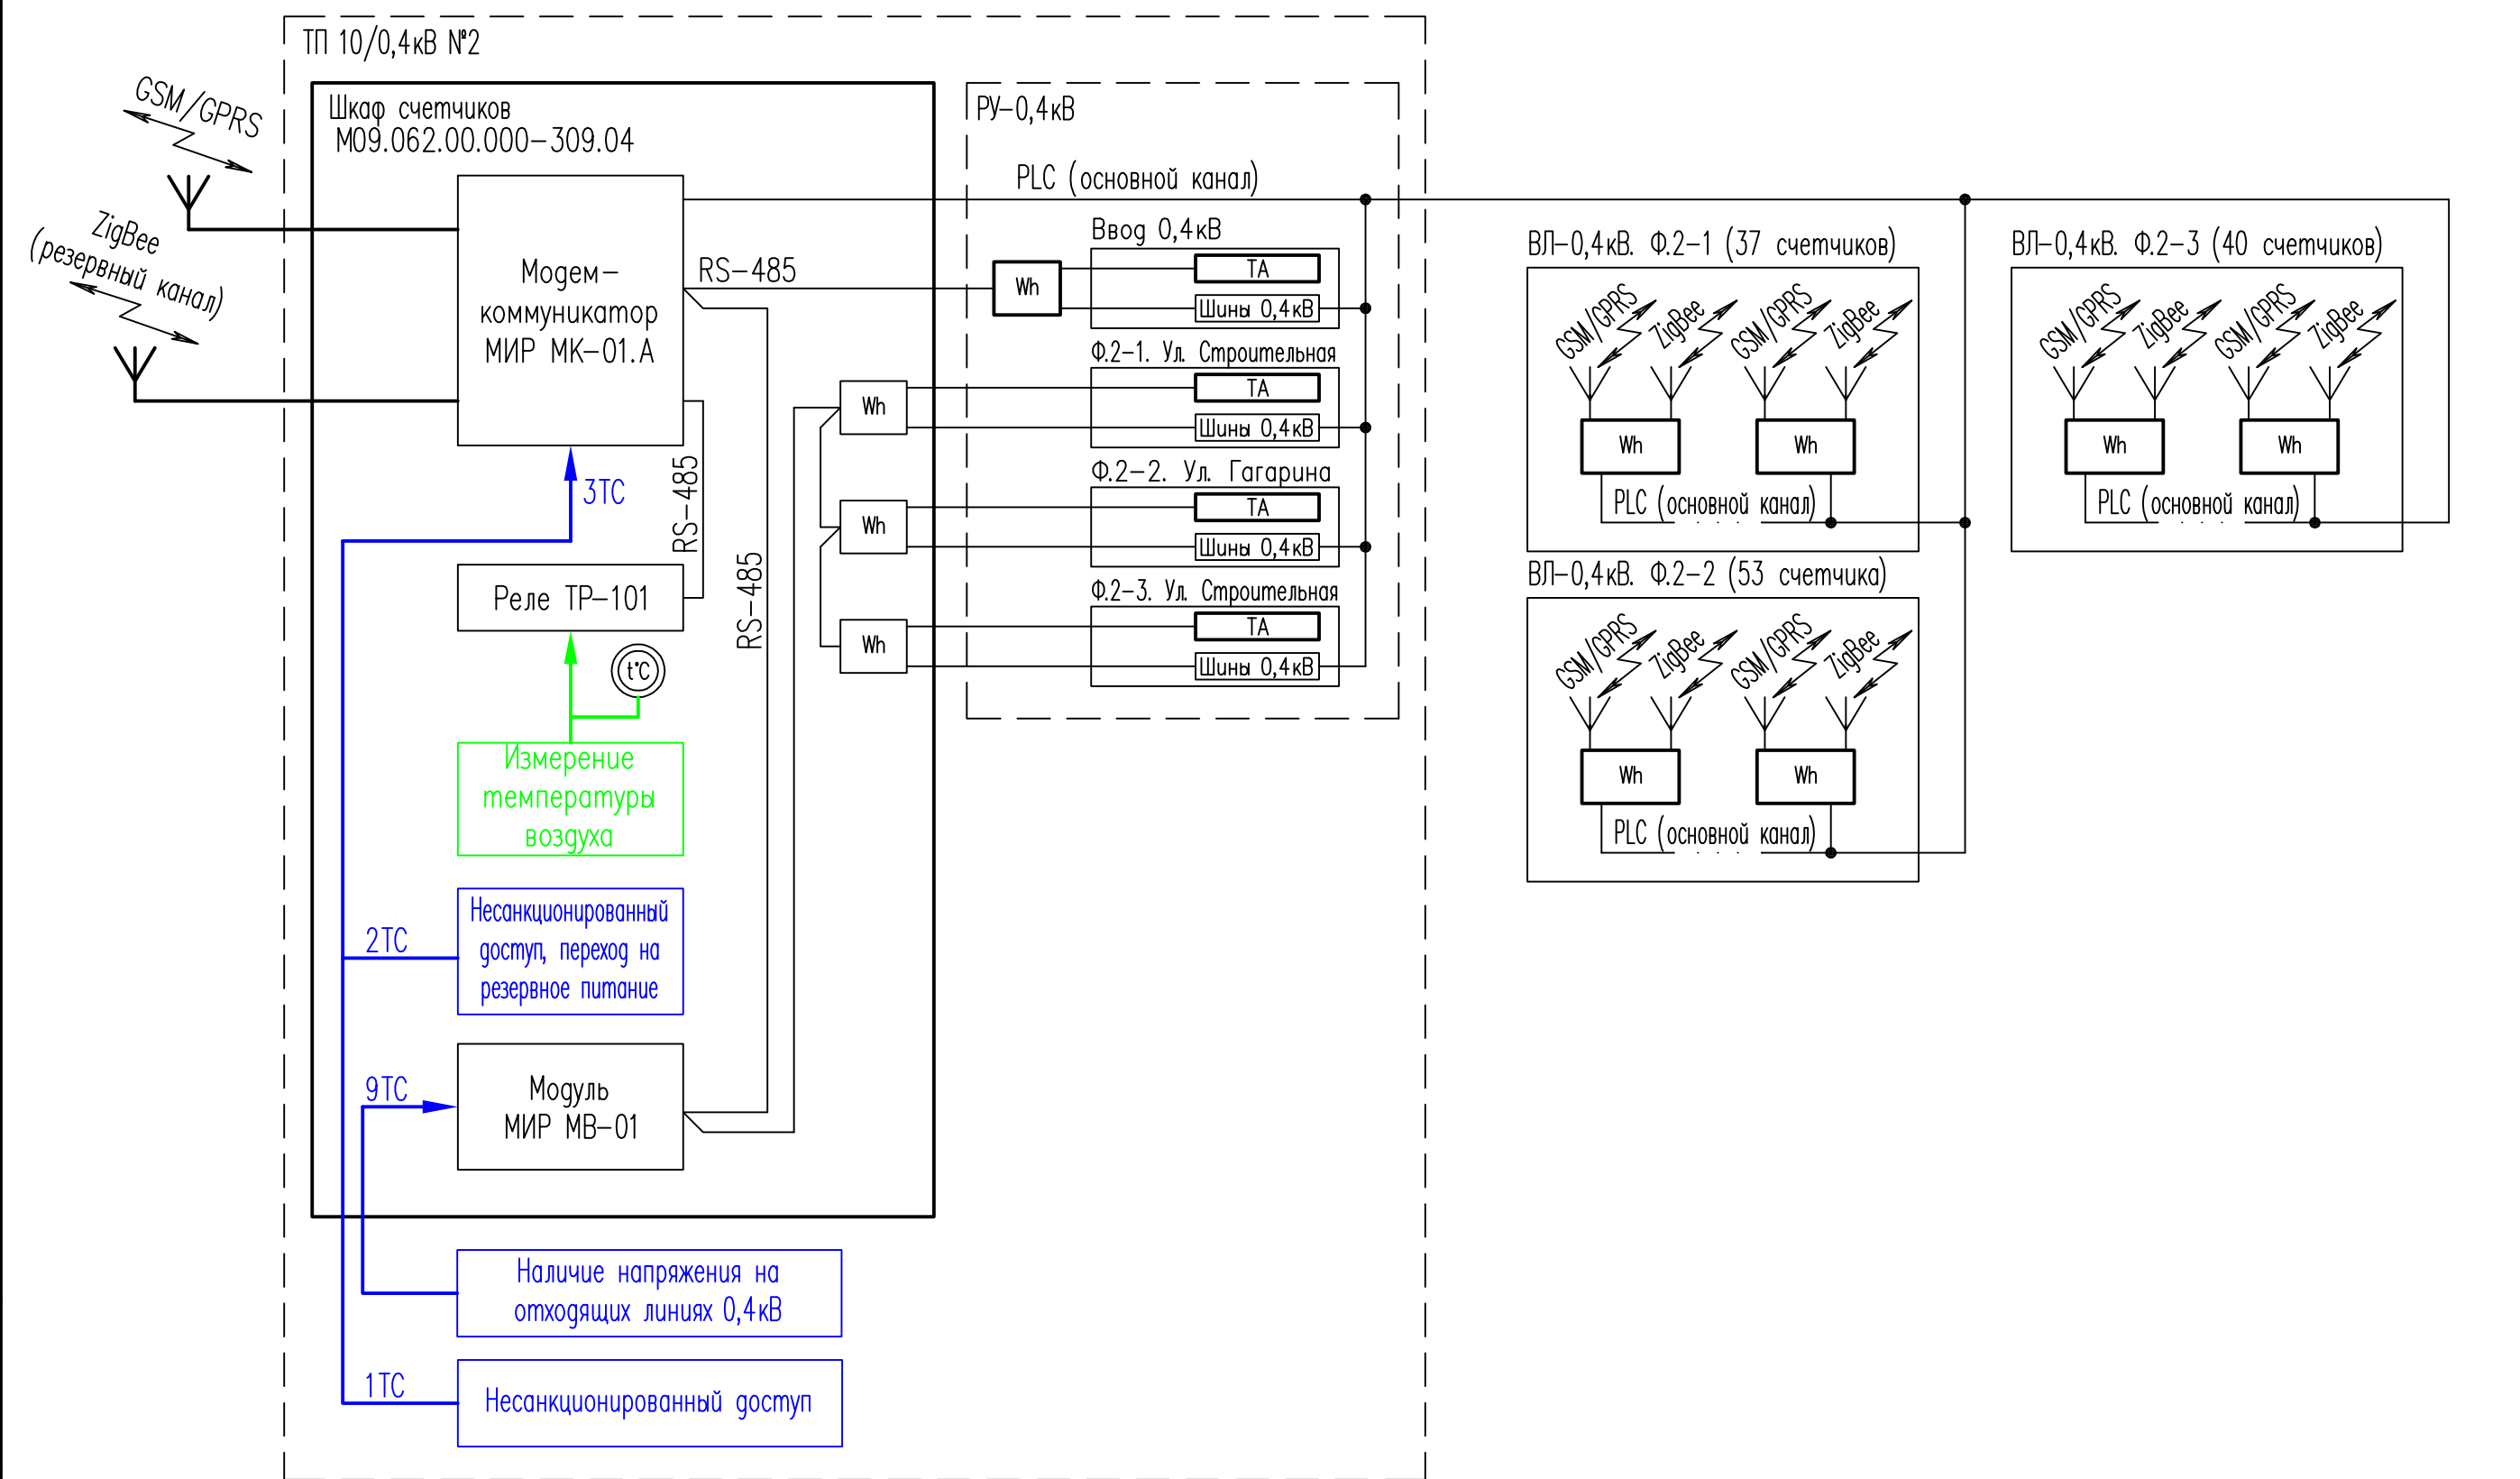 ТП 10/0,4кВ №2
GSM/GPRS
ZigBee
(резервный канал)
Шкаф счетчиков
М09.062.00.000-309.04
Модем-
коммуникатор
МИР МК-01.А
3ТС
RS-485
Реле ТР-101
t°C
Измерение
температуры
воздуха
2ТС
Несанкционированный
доступ, переход на
резервное питание
9ТС
Модуль
МИР МВ-01
RS-485
RS-485
Wh
Wh
Wh
Наличие напряжения на
отходящих линиях 0,4кВ
1ТС
Несанкционированный доступ
РУ-0,4кВ
PLC (основной канал)
Wh
Ввод 0,4кВ
ТА
Шины 0,4кВ
Ф.2-1. Ул. Строительная
ТА
Шины 0,4кВ
Ф.2-2. Ул. Гагарина
ТА
Шины 0,4кВ
Ф.2-3. Ул. Строительная
ТА
Шины 0,4кВ
ВЛ-0,4кВ. Ф.2-1 (37 счетчиков)
GSM/GPRS ZigBee GSM/GPRS ZigBee
Wh Wh
PLC (основной канал)
ВЛ-0,4кВ. Ф.2-3 (40 счетчиков)
GSM/GPRS ZigBee GSM/GPRS ZigBee
Wh Wh
PLC (основной канал)
ВЛ-0,4кВ. Ф.2-2 (53 счетчика)
GSM/GPRS ZigBee GSM/GPRS ZigBee
Wh Wh
PLC (основной канал)